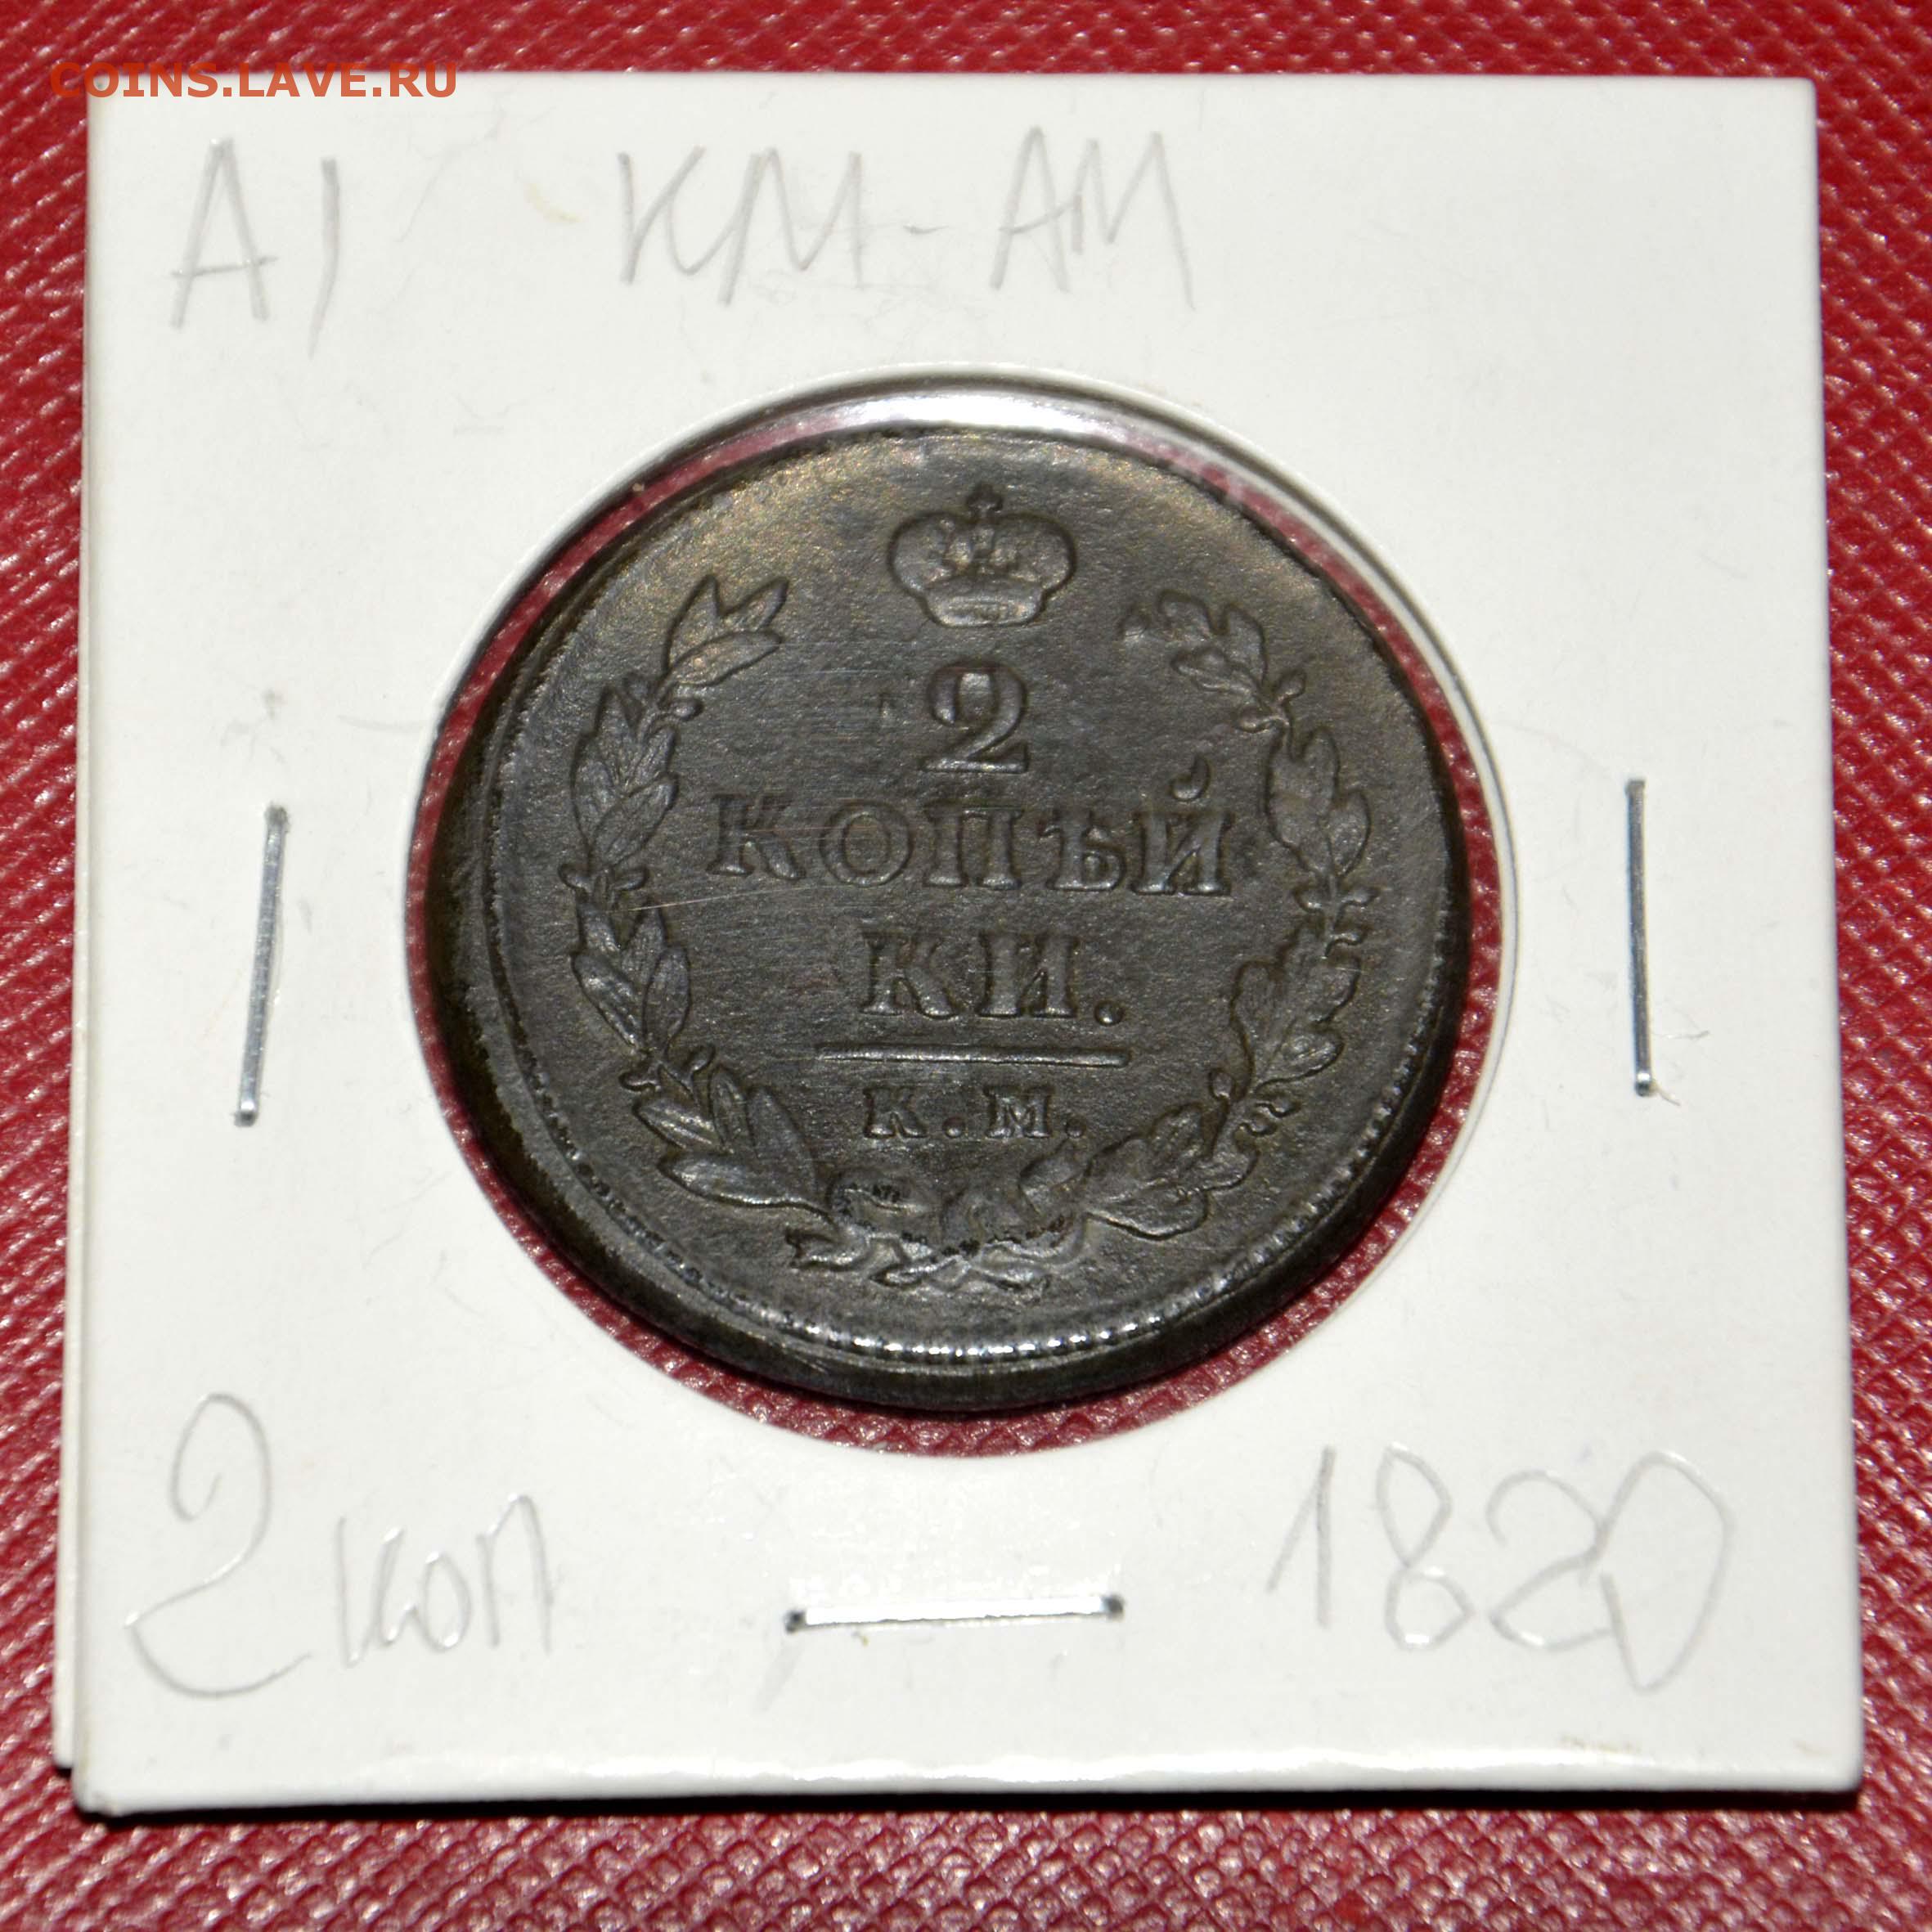 COINS.LAVE.RU
А1 КМ-АМ
2
КОПѢЙ
КИ.
К.М.
2 коп 1820